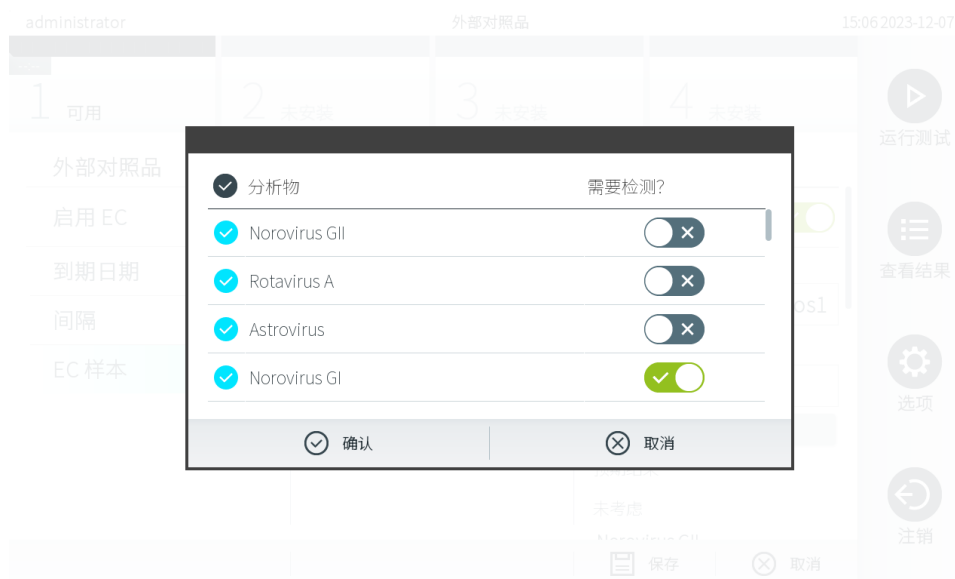 administrator
外部对照品
15:06 2023-12-07
1 可用
2 未安装
3 未安装
4 未安装
运行测试
外部对照品
分析物
需要检测?
启用 EC
Norovirus GII
到期日期
Rotavirus A
查看结果
间隔
Astrovirus
os1
EC 样本
Norovirus GI
选项
确认
取消
未考虑
Norovirus GII
注销
保存
取消